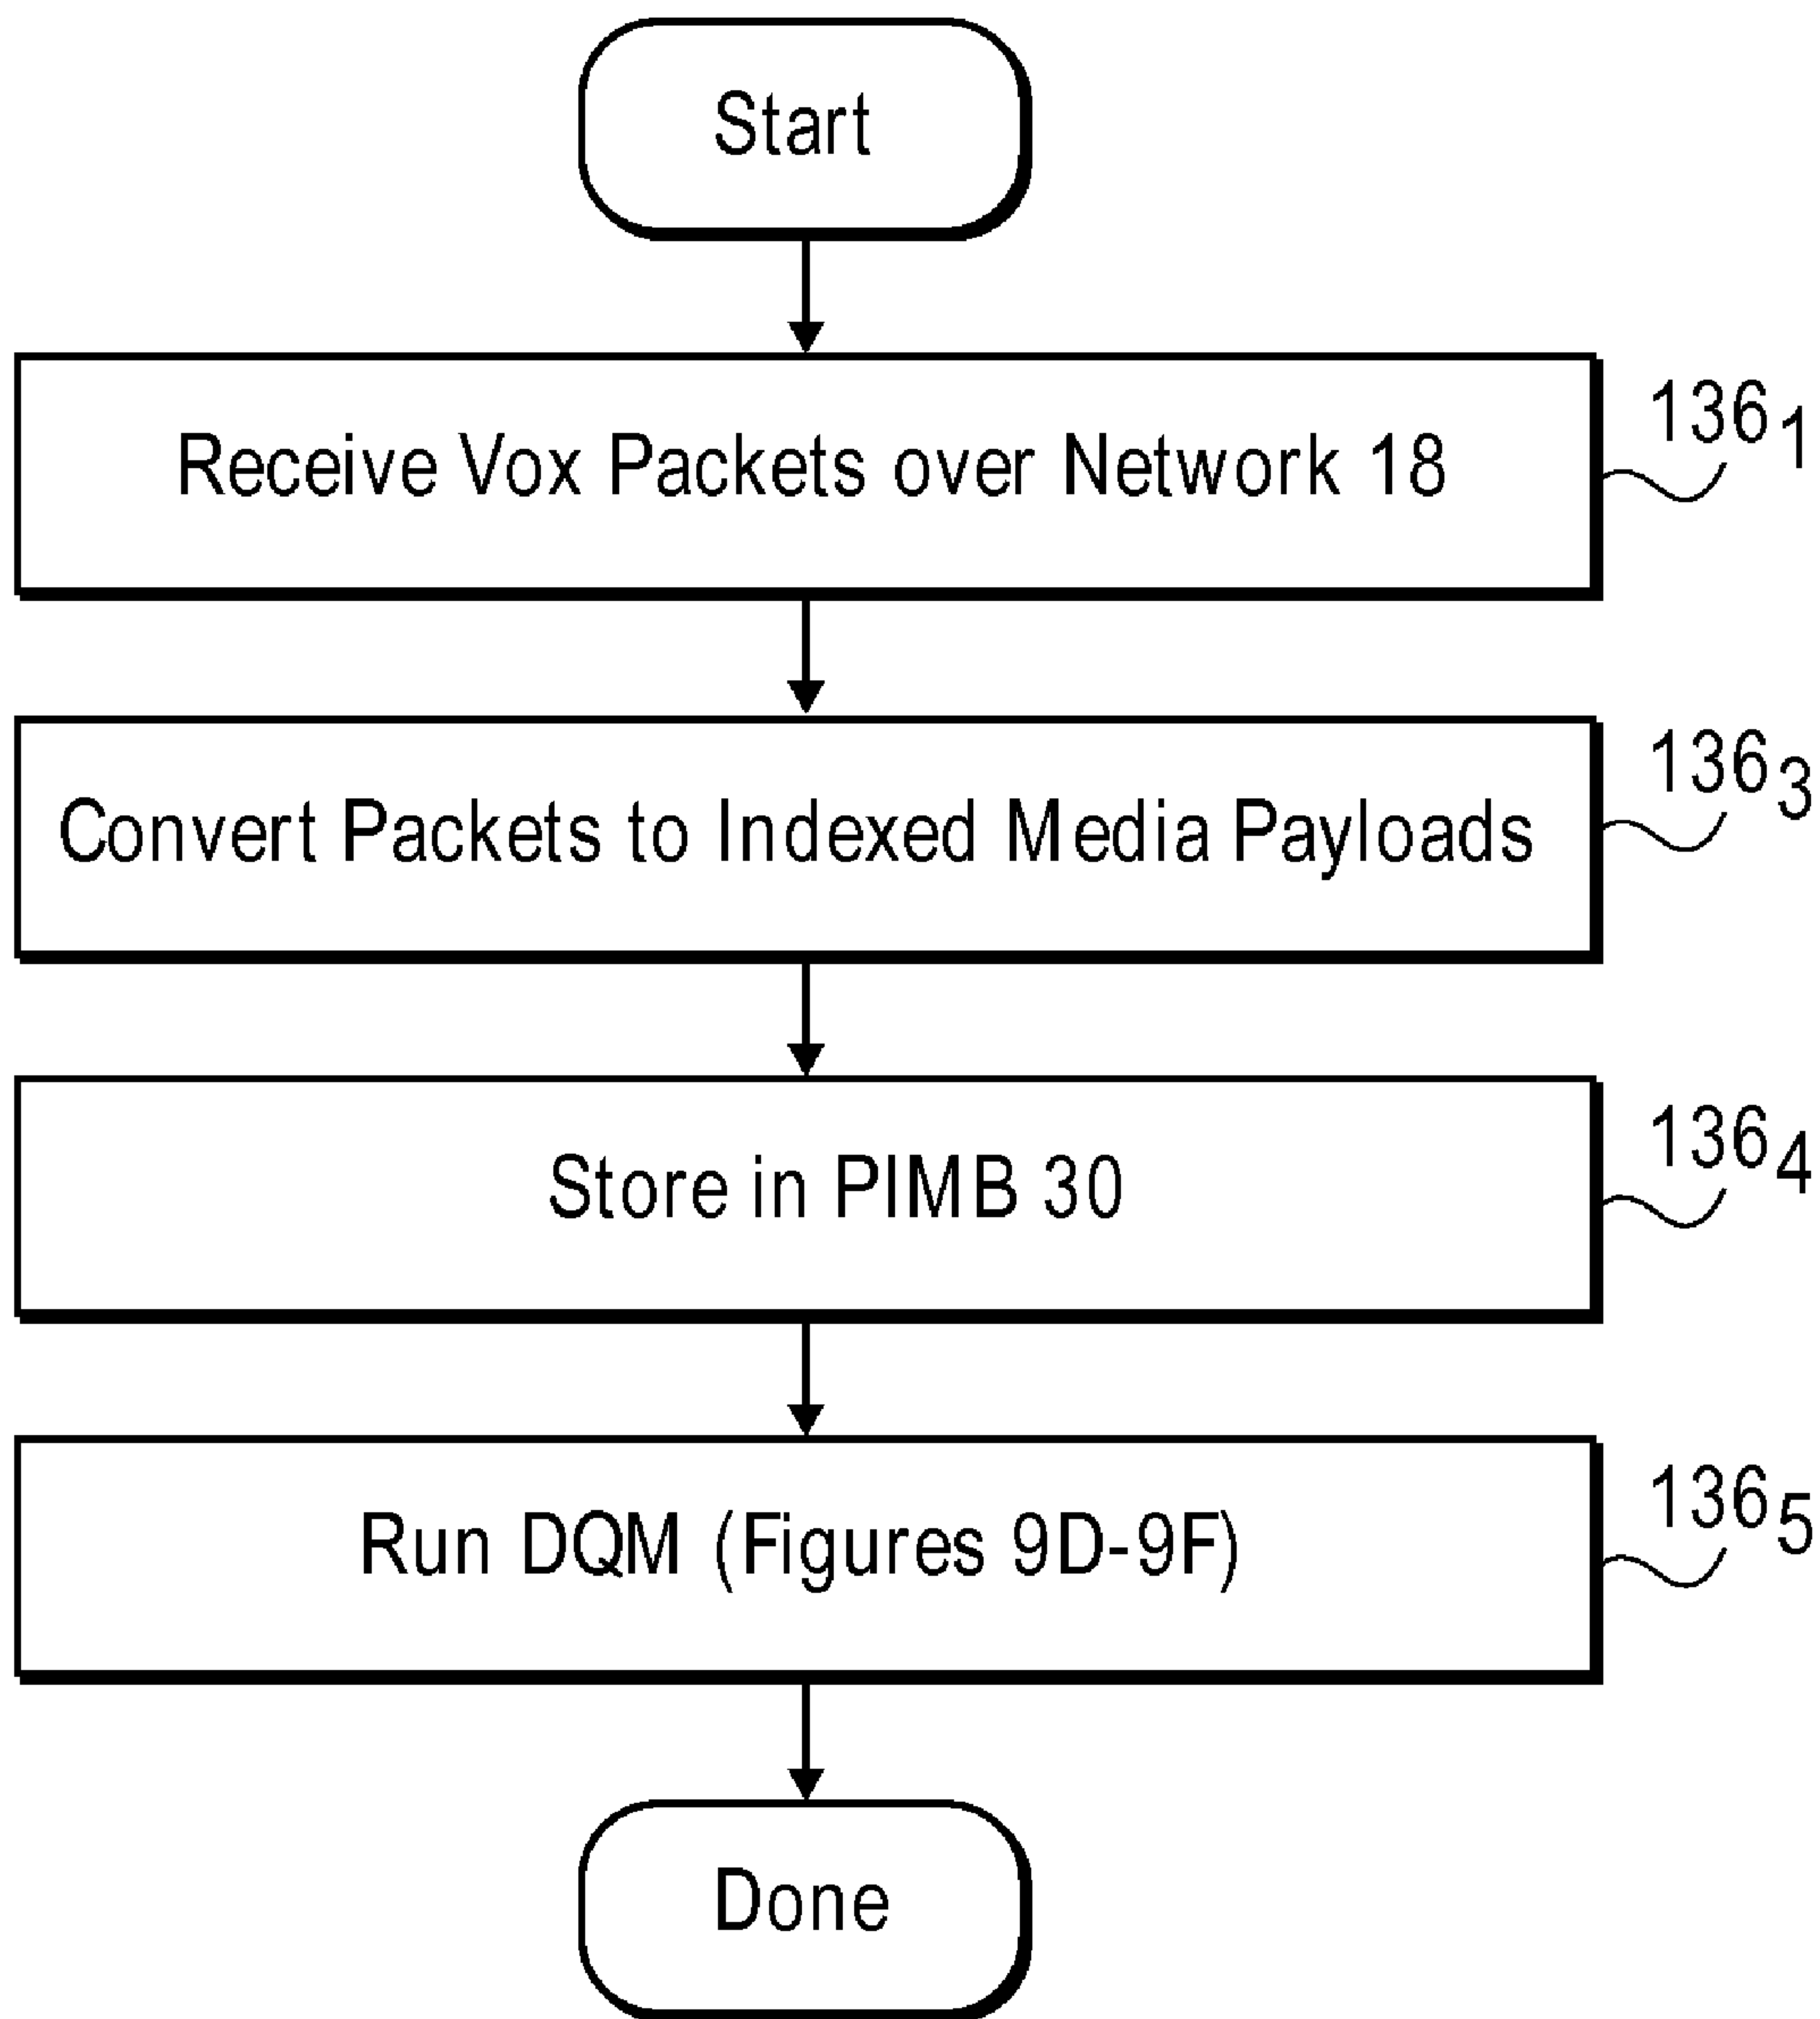 Start
Receive Vox Packets over Network 18
136₁
Convert Packets to Indexed Media Payloads
136₃
Store in PIMB 30
136₄
Run DQM (Figures 9D-9F)
136₅
Done